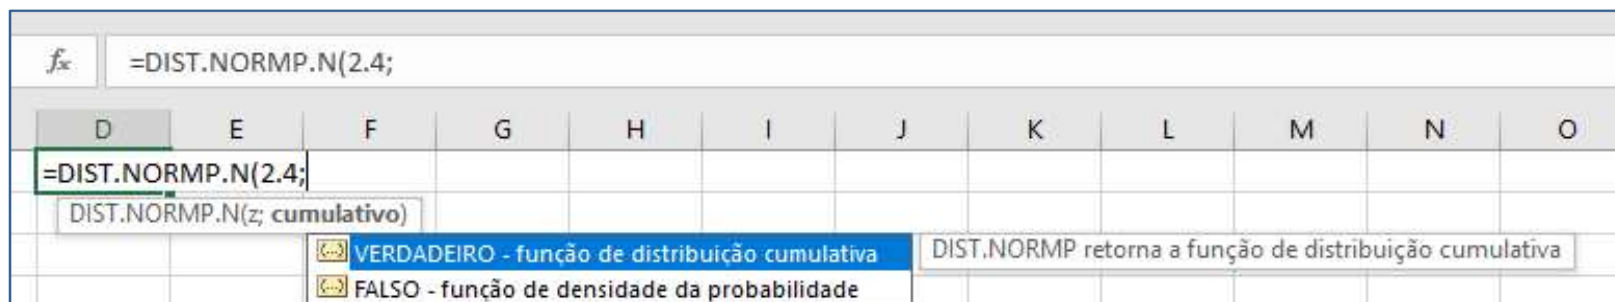 fx =DIST.NORMP.N(2.4;
D E F G H I J K L M N O
=DIST.NORMP.N(2.4;
DIST.NORMP.N(z; cumulativo)
VERDADEIRO - função de distribuição cumulativa DIST.NORMP retorna a função de distribuição cumulativa
FALSO - função de densidade da probabilidade